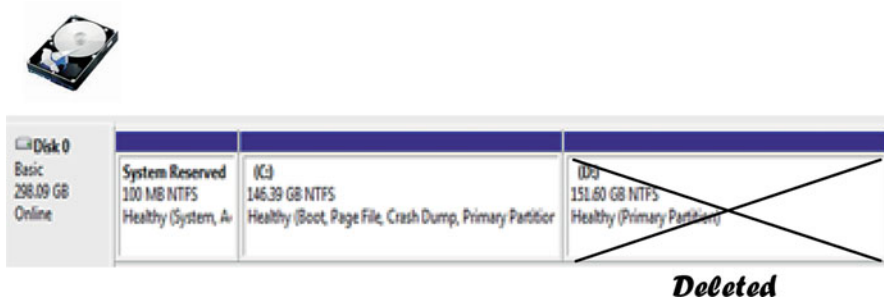 Disk 0
Basic
298.09 GB
Online
System Reserved
100 MB NTFS
Healthy (System, A
(C:)
146.39 GB NTFS
Healthy (Boot, Page File, Crash Dump, Primary Partition
(D:)
151.60 GB NTFS
Healthy (Primary Partition)
Deleted